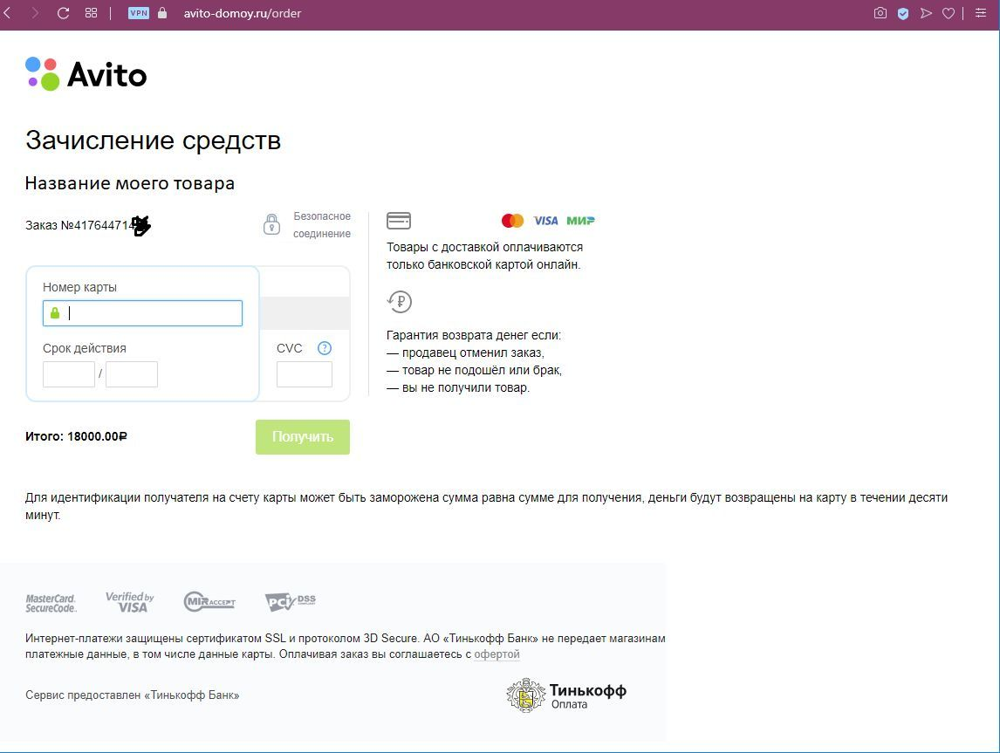 VPN avito-domoy.ru/order
Avito
Зачисление средств
Название моего товара
Заказ №417644714
Безопасное
соединение
VISA МИР
Товары с доставкой оплачиваются
только банковской картой онлайн.
Номер карты
Срок действия
/
CVC ?
Гарантия возврата денег если:
— продавец отменил заказ,
— товар не подошёл или брак,
— вы не получили товар.
Итого: 18000.00₽
Получить
Для идентификации получателя на счету карты может быть заморожена сумма равна сумме для получения, деньги будут возвращены на карту в течении десяти
минут.
MasterCard.
SecureCode.
Verified by
VISA
MIR ACCEPT
PCI DSS
Интернет-платежи защищены сертификатом SSL и протоколом 3D Secure. АО «Тинькофф Банк» не передает магазинам
платежные данные, в том числе данные карты. Оплачивая заказ вы соглашаетесь с офертой
Сервис предоставлен «Тинькофф Банк»
Тинькофф
Оплата